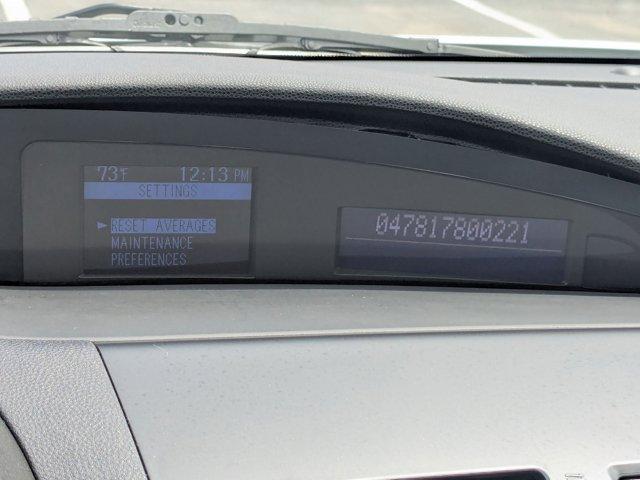 73°F 12:13 PM
SETTINGS
►RESET AVERAGES
MAINTENANCE
PREFERENCES
047817800221